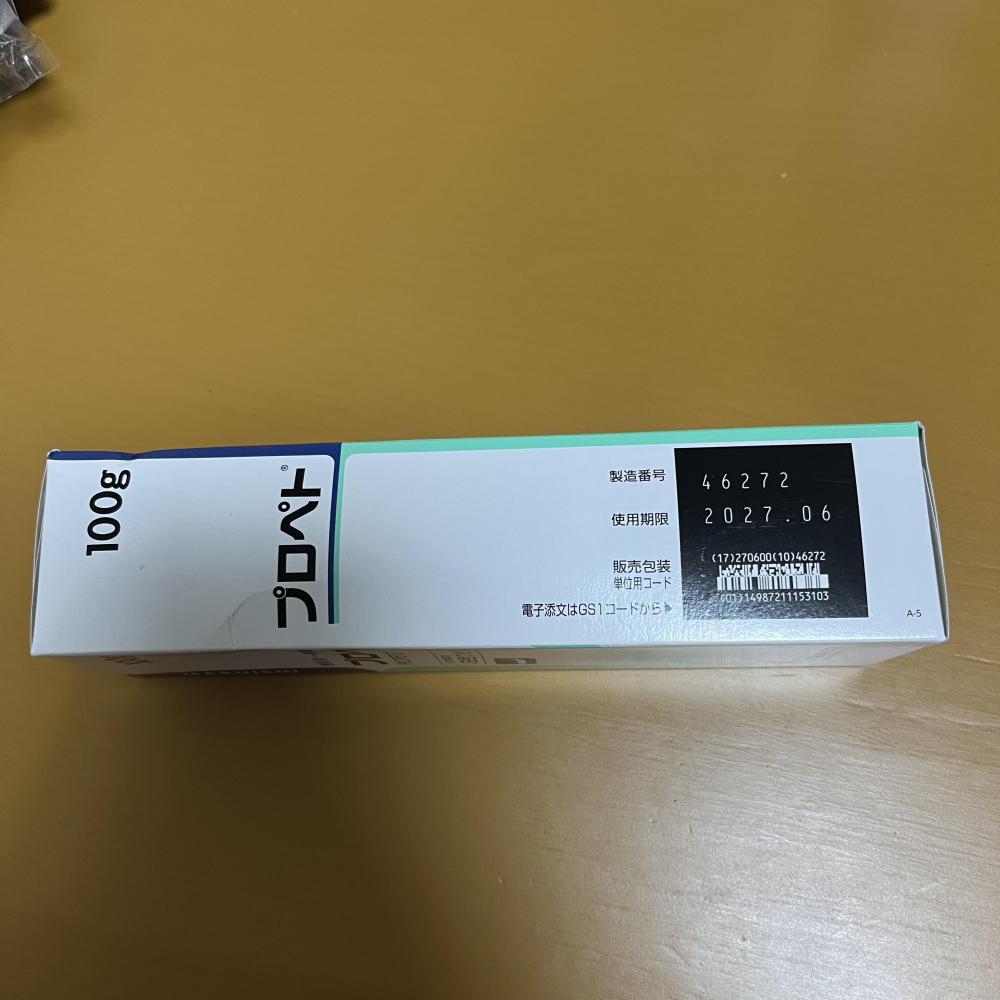 100g
プロペト®
製造番号 46272
使用期限 2027.06
販売包装
単位用コード
(17)270600(10)46272
(01)14987211153103
電子添文はGS1コードから▶
A-5